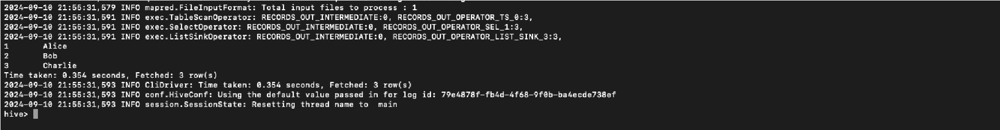 2024-09-10 21:55:31,579 INFO mapred.FileInputFormat: Total input files to process : 1
2024-09-10 21:55:31,591 INFO exec.TableScanOperator: RECORDS_OUT_INTERMEDIATE:0, RECORDS_OUT_OPERATOR_TS_0:3,
2024-09-10 21:55:31,591 INFO exec.SelectOperator: RECORDS_OUT_INTERMEDIATE:0, RECORDS_OUT_OPERATOR_SEL_1:3,
2024-09-10 21:55:31,591 INFO exec.ListSinkOperator: RECORDS_OUT_INTERMEDIATE:0, RECORDS_OUT_OPERATOR_LIST_SINK_3:3,
1	Alice
2	Bob
3	Charlie
Time taken: 0.354 seconds, Fetched: 3 row(s)
2024-09-10 21:55:31,593 INFO CliDriver: Time taken: 0.354 seconds, Fetched: 3 row(s)
2024-09-10 21:55:31,593 INFO conf.HiveConf: Using the default value passed in for log id: 79e4878f-fb4d-4f68-9f0b-ba4ecde738ef
2024-09-10 21:55:31,593 INFO session.SessionState: Resetting thread name to  main
hive>